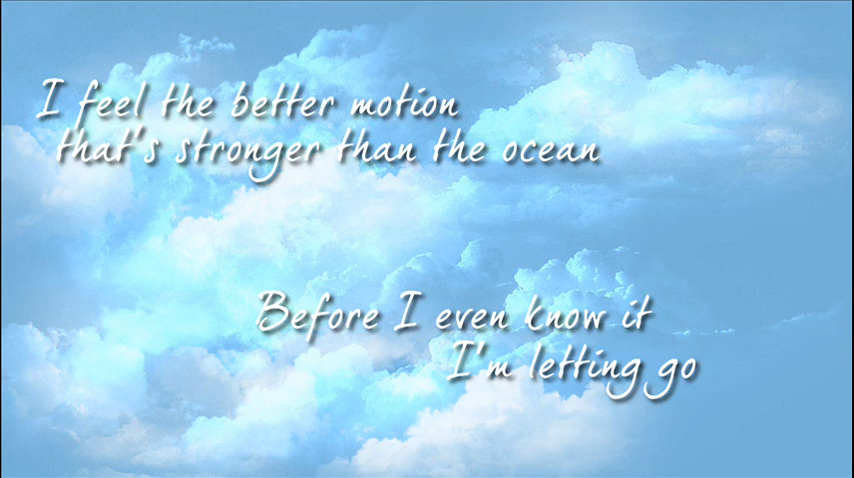 I feel the better motion
that's stronger than the ocean
Before I even know it
I'm letting go